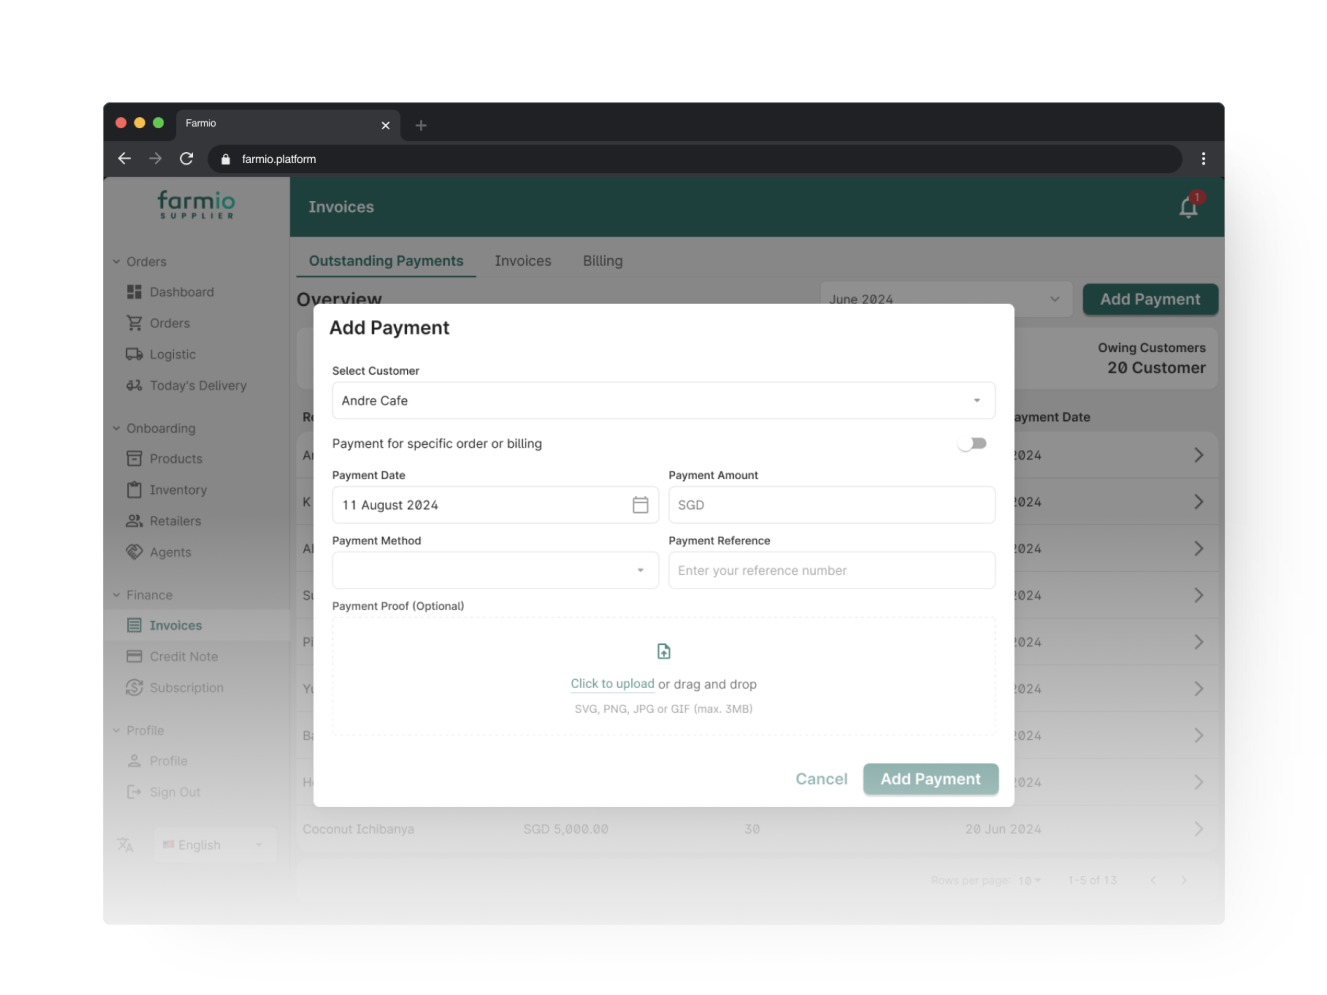 Farmio
farmio.platform
farmio
SUPPLIER
Invoices
1
Orders
Dashboard
Orders
Logistic
Today's Delivery
Onboarding
Products
Inventory
Retailers
Agents
Finance
Invoices
Credit Note
Subscription
Profile
Profile
Sign Out
English
Outstanding Payments Invoices Billing
Overview
June 2024
Add Payment
Owing Customers
20 Customer
ayment Date
2024
2024
2024
2024
2024
2024
2024
2024
Add Payment
Select Customer
Andre Cafe
Payment for specific order or billing
Payment Date
11 August 2024
Payment Amount
SGD
Payment Method
Payment Reference
Enter your reference number
Payment Proof (Optional)
Click to upload or drag and drop
SVG, PNG, JPG or GIF (max. 3MB)
Cancel
Add Payment
Coconut Ichibanya SGD 5,000.00 30 20 Jun 2024
Rows per page: 10 1-5 of 13